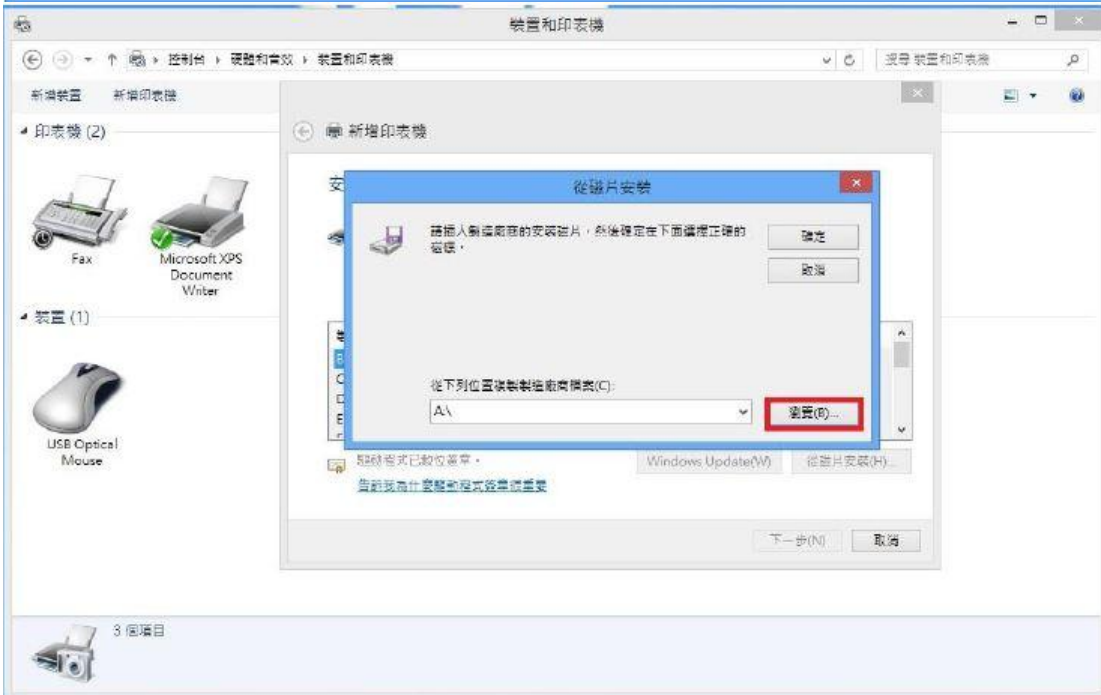 裝置和印表機
控制台 ▸ 硬體和音效 ▸ 裝置和印表機
搜尋 裝置和印表機
新增裝置 新增印表機
印表機 (2)
新增印表機
Fax
Microsoft XPS
Document
Writer
裝置 (1)
USB Optical
Mouse
安
從磁片安裝
請插入製造廠商的安裝磁片，然後確定在下面選擇正確的
磁碟。
確定
取消
從下列位置複製製造廠商檔案(C):
A:\
瀏覽(B)...
驅動程式已數位簽章。
Windows Update(W)
從磁片安裝(H)...
告訴我為什麼驅動程式簽章很重要
下一步(N)
取消
3 個項目